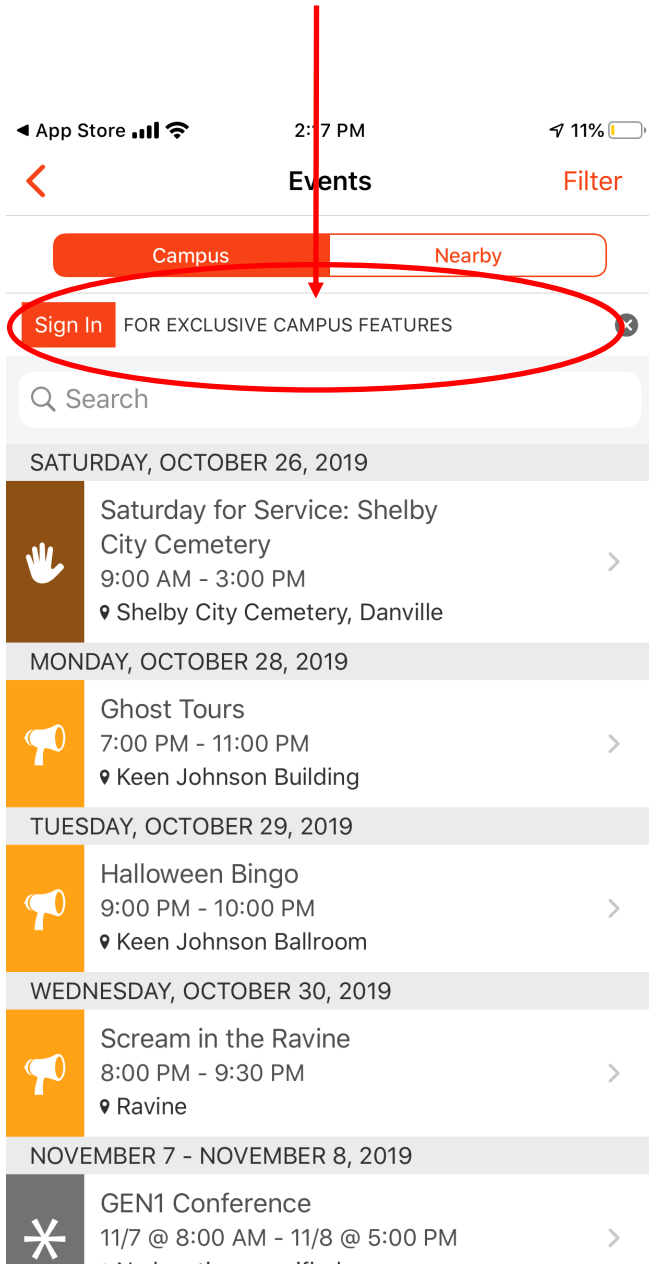 App Store 2:17 PM 11%
Events Filter
Campus Nearby
Sign In FOR EXCLUSIVE CAMPUS FEATURES
Search
SATURDAY, OCTOBER 26, 2019
Saturday for Service: Shelby
City Cemetery
9:00 AM - 3:00 PM
Shelby City Cemetery, Danville
MONDAY, OCTOBER 28, 2019
Ghost Tours
7:00 PM - 11:00 PM
Keen Johnson Building
TUESDAY, OCTOBER 29, 2019
Halloween Bingo
9:00 PM - 10:00 PM
Keen Johnson Ballroom
WEDNESDAY, OCTOBER 30, 2019
Scream in the Ravine
8:00 PM - 9:30 PM
Ravine
NOVEMBER 7 - NOVEMBER 8, 2019
GEN1 Conference
11/7 @ 8:00 AM - 11/8 @ 5:00 PM